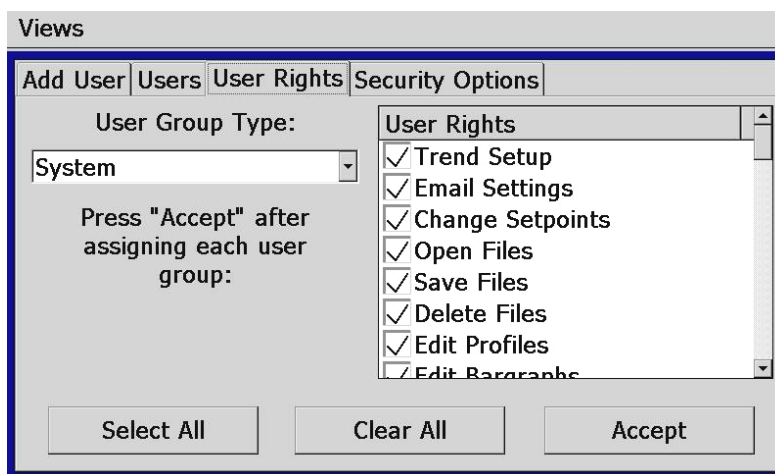 Views
Add User Users User Rights Security Options
User Group Type:
System
Press "Accept" after
assigning each user
group:
User Rights
Trend Setup
Email Settings
Change Setpoints
Open Files
Save Files
Delete Files
Edit Profiles
Edit Bargraphs
Select All Clear All Accept